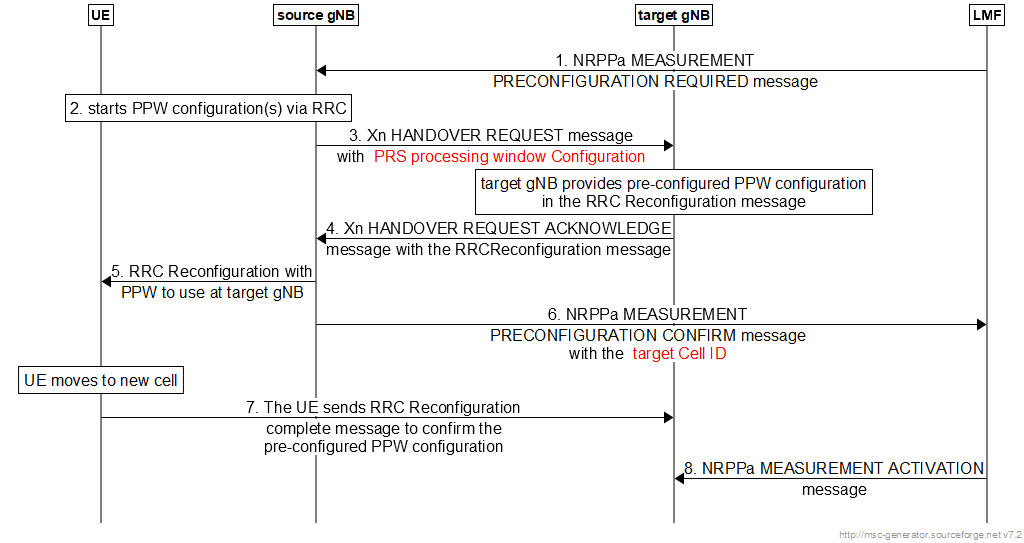 UE
source gNB
target gNB
LMF
1. NRPPa MEASUREMENT
PRECONFIGURATION REQUIRED message
2. starts PPW configuration(s) via RRC
3. Xn HANDOVER REQUEST message
with PRS processing window Configuration
target gNB provides pre-configured PPW configuration
in the RRC Reconfiguration message
4. Xn HANDOVER REQUEST ACKNOWLEDGE
message with the RRCReconfiguration message
5. RRC Reconfiguration with
PPW to use at target gNB
6. NRPPa MEASUREMENT
PRECONFIGURATION CONFIRM message
with the target Cell ID
UE moves to new cell
7. The UE sends RRC Reconfiguration
complete message to confirm the
pre-configured PPW configuration
8. NRPPa MEASUREMENT ACTIVATION
message
http://msc-generator.sourceforge.net v7.2